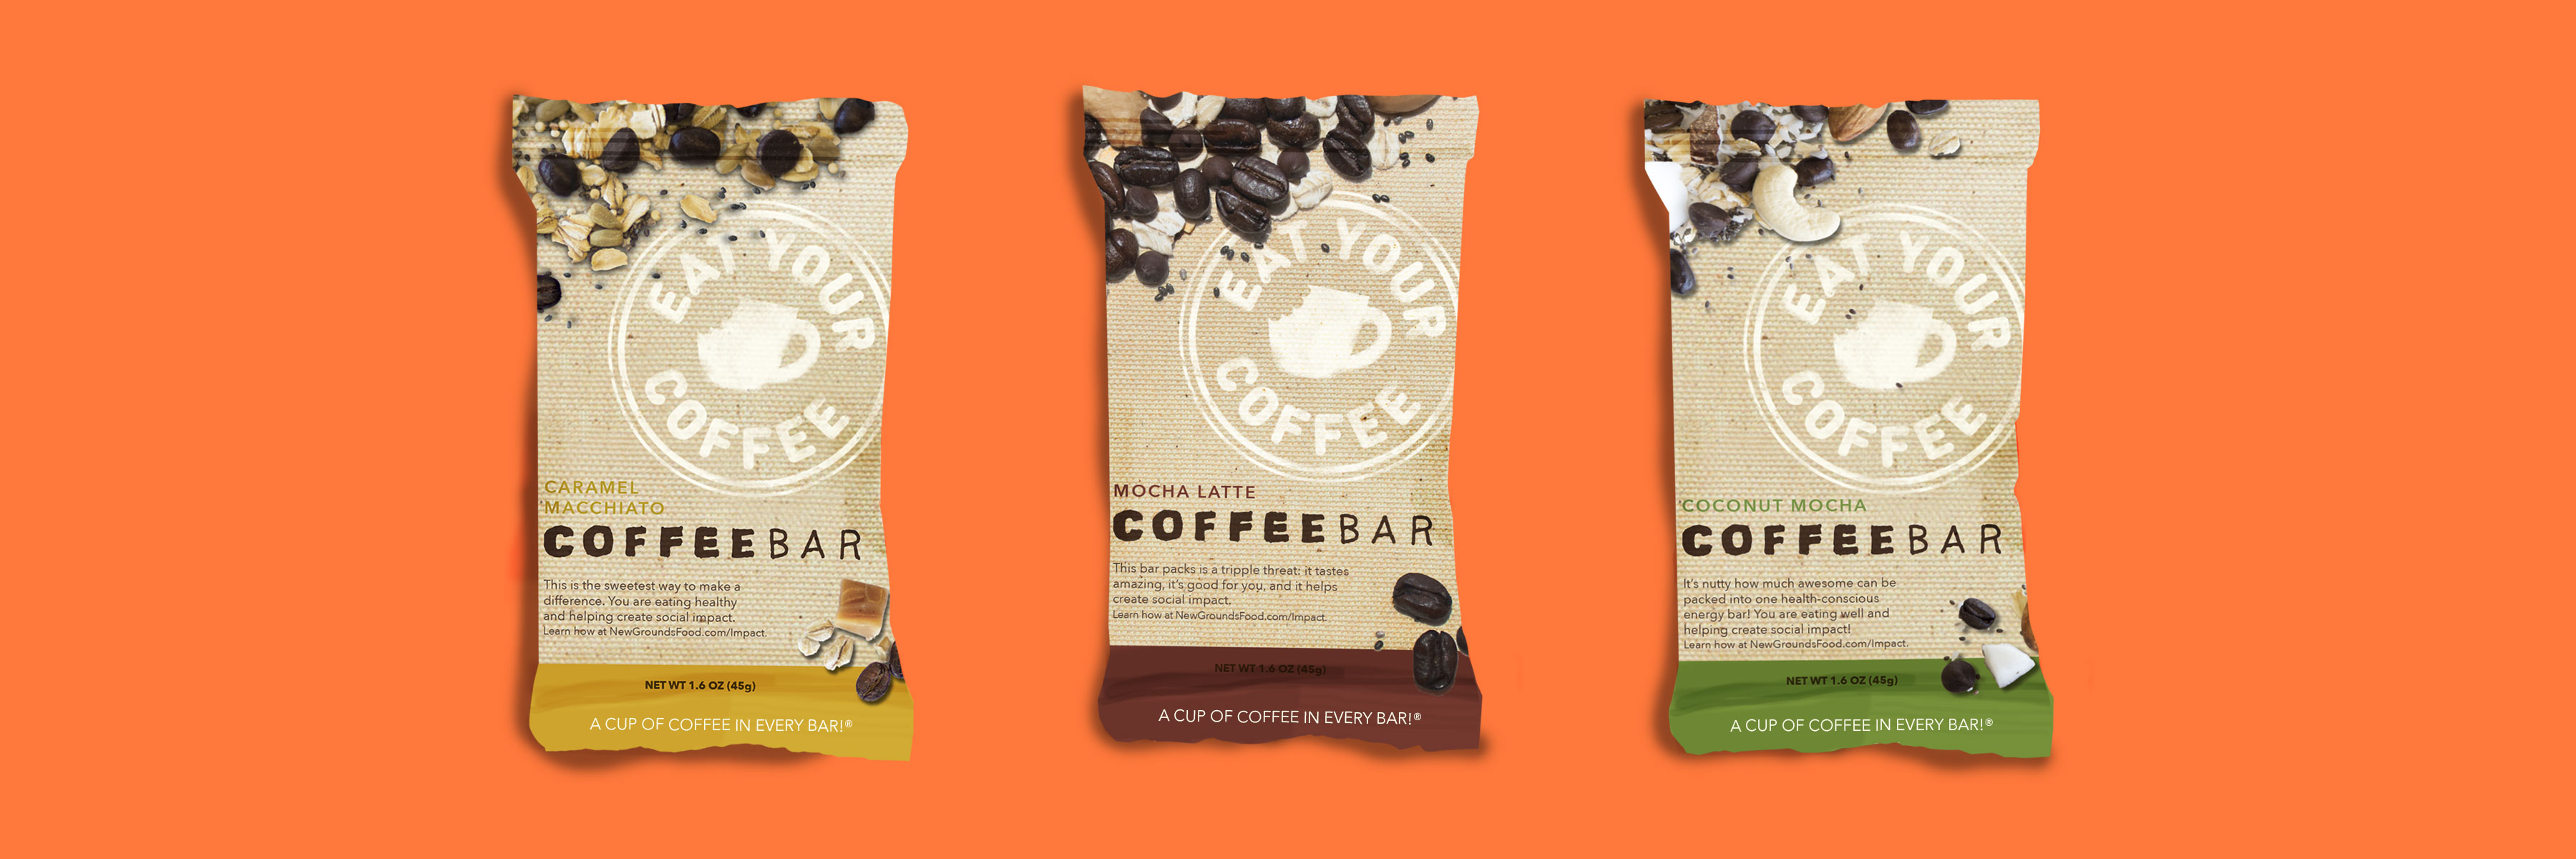 EAT YOUR
COFFEE
CARAMEL
MACCHIATO
COFFEEBAR
This is the sweetest way to make a
difference. You are eating healthy
and helping create social impact.
Learn how at NewGroundsFood.com/Impact.
NET WT 1.6 OZ (45g)
A CUP OF COFFEE IN EVERY BAR!®
EAT YOUR
COFFEE
MOCHA LATTE
COFFEEBAR
This bar packs is a tripple threat: it tastes
amazing, it's good for you, and it helps
create social impact.
Learn how at NewGroundsFood.com/Impact.
NET WT 1.6 OZ (45g)
A CUP OF COFFEE IN EVERY BAR!®
EAT YOUR
COFFEE
COCONUT MOCHA
COFFEEBAR
It's nutty how much awesome can be
packed into one health-conscious
energy bar! You are eating well and
helping create social impact!
Learn how at NewGroundsFood.com/Impact.
NET WT 1.6 OZ (45g)
A CUP OF COFFEE IN EVERY BAR!®